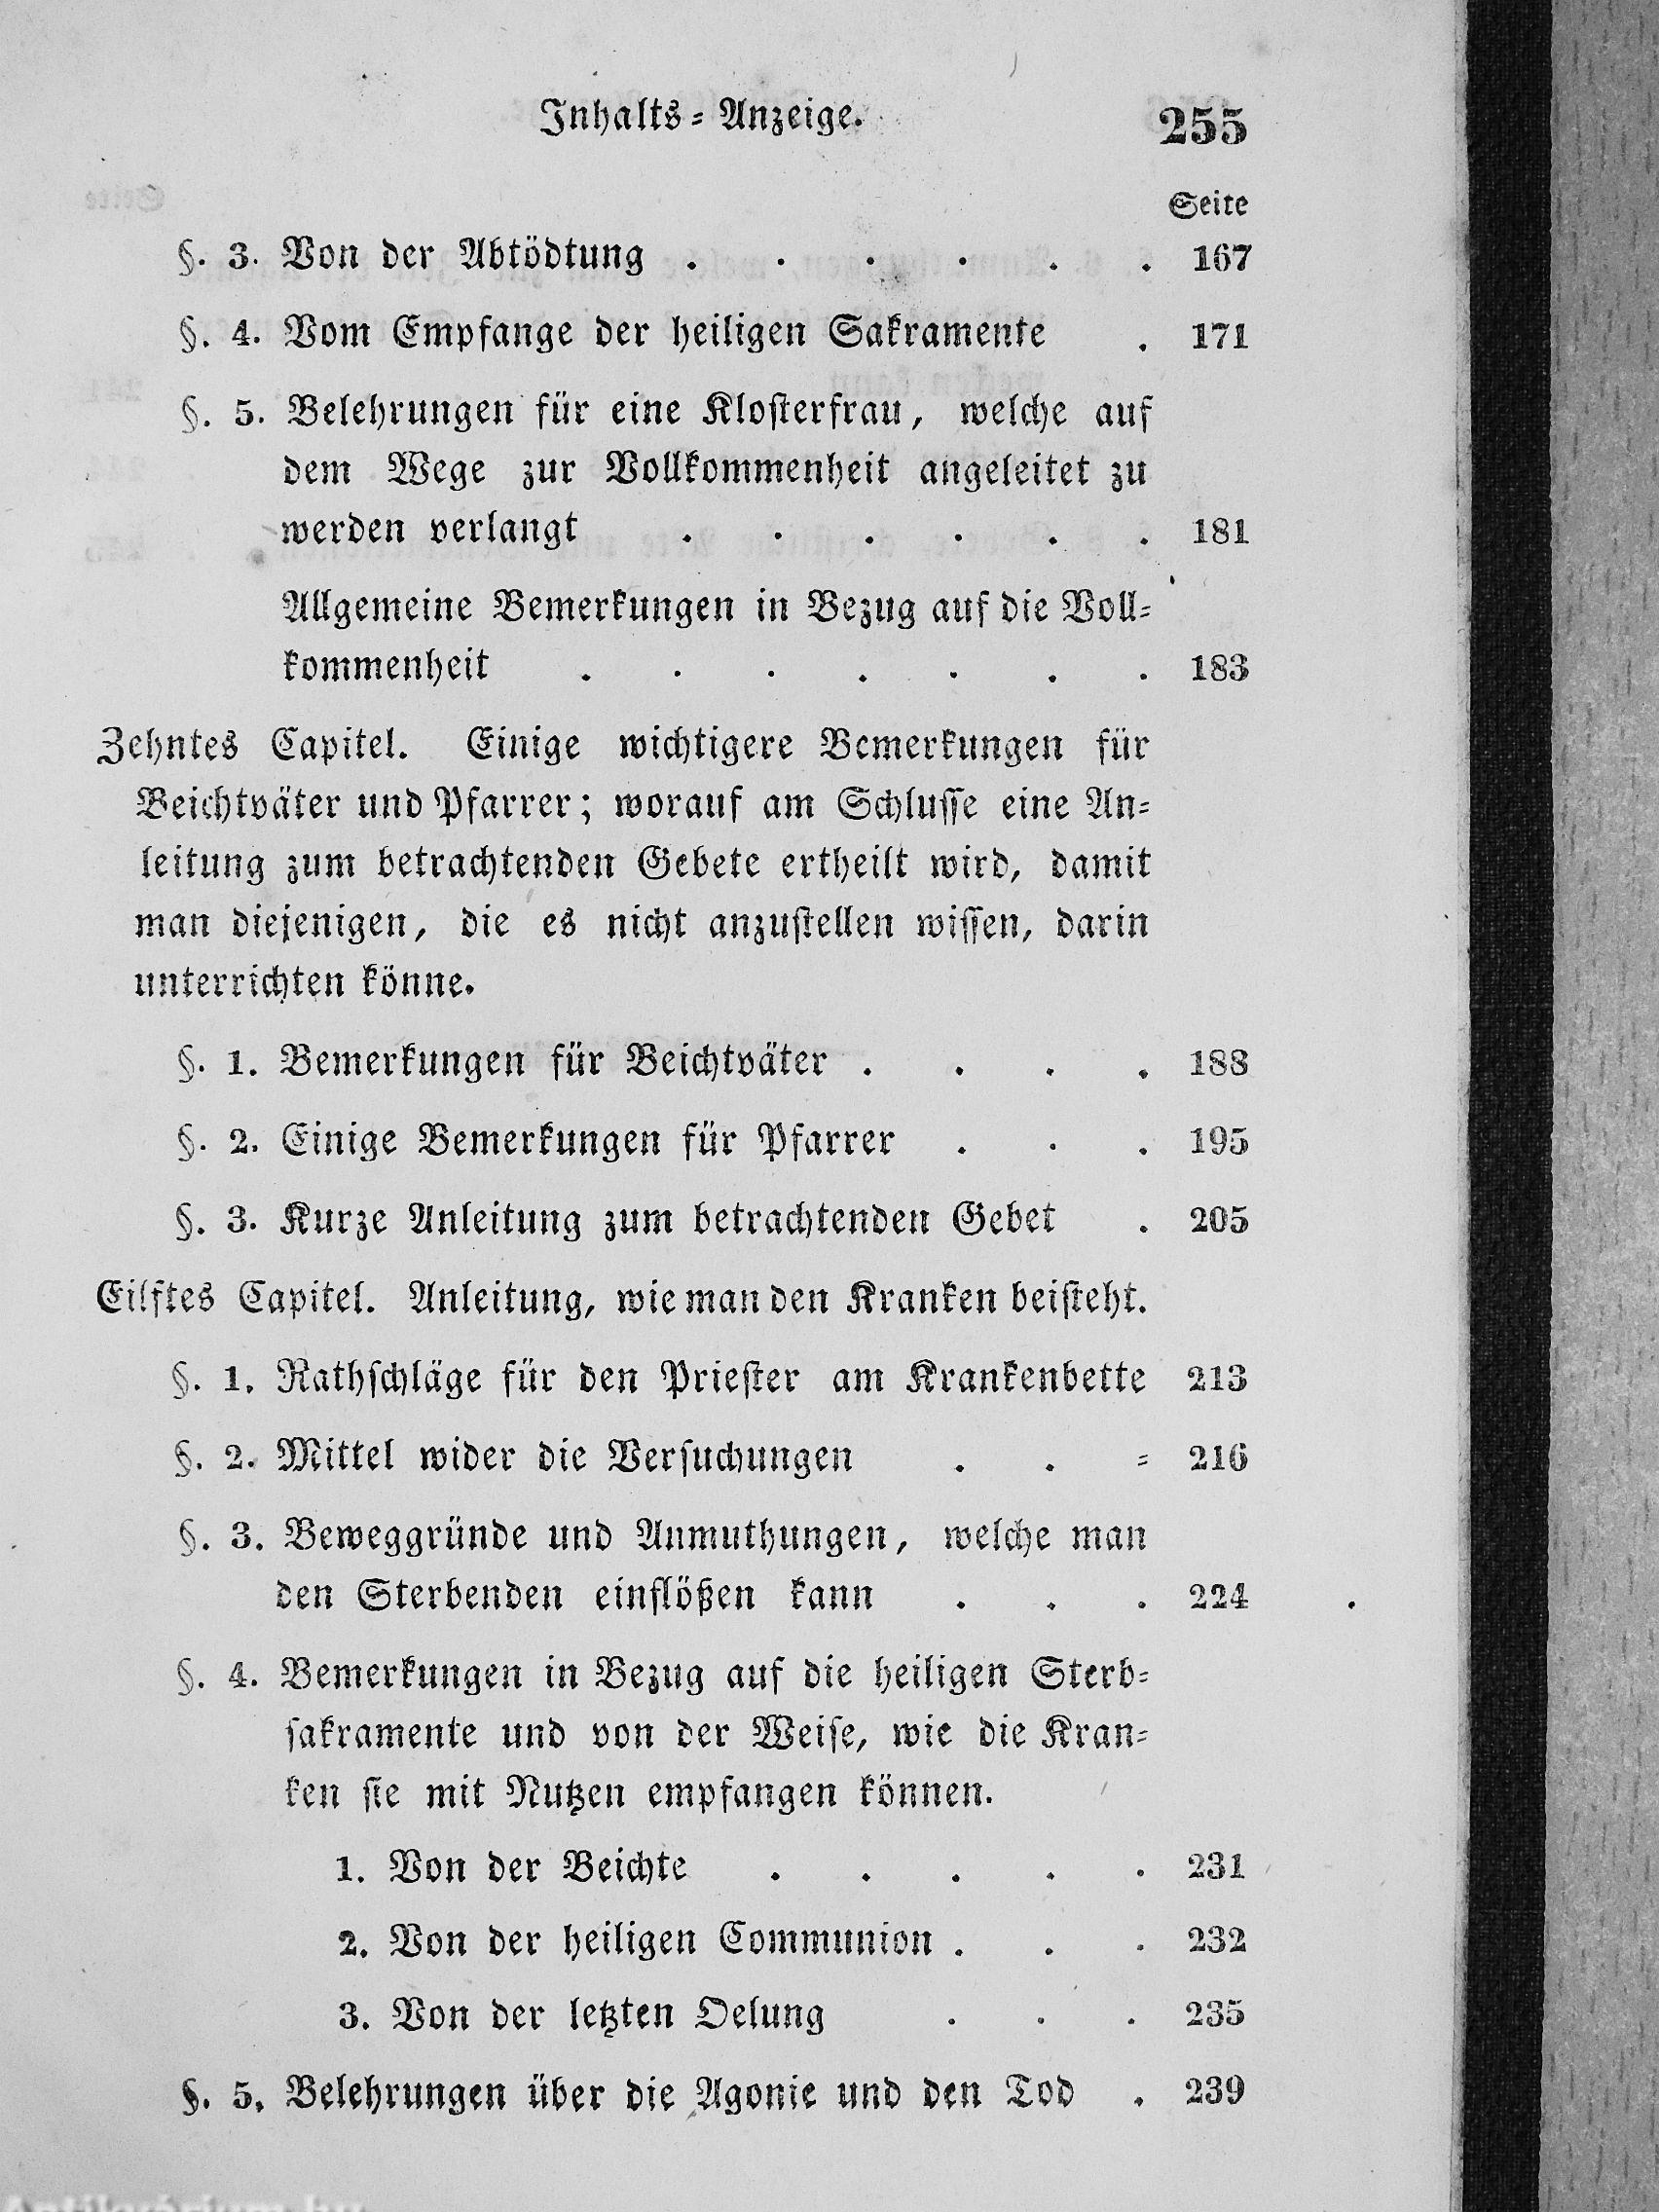 Inhalts=Anzeige. 255
Seite
§. 3. Von der Abtödtung . . . . . . 167
§. 4. Vom Empfange der heiligen Sakramente . 171
§. 5. Belehrungen für eine Klosterfrau, welche auf
dem Wege zur Vollkommenheit angeleitet zu
werden verlangt . . . . . . 181
Allgemeine Bemerkungen in Bezug auf die Voll=
kommenheit . . . . . . . 183
Zehntes Capitel. Einige wichtigere Bemerkungen für
Beichtväter und Pfarrer; worauf am Schlusse eine An=
leitung zum betrachtenden Gebete ertheilt wird, damit
man diejenigen, die es nicht anzustellen wissen, darin
unterrichten könne.
§. 1. Bemerkungen für Beichtväter . . . . 188
§. 2. Einige Bemerkungen für Pfarrer . . . 195
§. 3. Kurze Anleitung zum betrachtenden Gebet . 205
Eilftes Capitel. Anleitung, wie man den Kranken beisteht.
§. 1. Rathschläge für den Priester am Krankenbette 213
§. 2. Mittel wider die Versuchungen . . = 216
§. 3. Beweggründe und Anmuthungen, welche man
den Sterbenden einflößen kann . . . 224
§. 4. Bemerkungen in Bezug auf die heiligen Sterb=
sakramente und von der Weise, wie die Kran=
ken sie mit Nutzen empfangen können.
1. Von der Beichte . . . . . 231
2. Von der heiligen Communion . . . 232
3. Von der letzten Oelung . . . 235
§. 5. Belehrungen über die Agonie und den Tod . 239